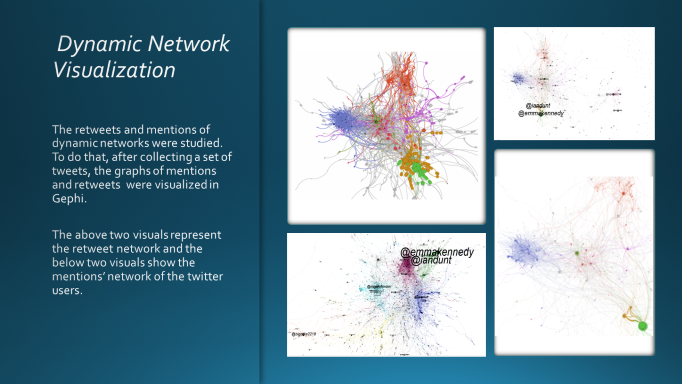 Dynamic Network
Visualization
The retweets and mentions of
dynamic networks were studied.
To do that, after collecting a set of
tweets, the graphs of mentions
and retweets were visualized in
Gephi.
The above two visuals represent
the retweet network and the
below two visuals show the
mentions' network of the twitter
users.
@iandunt
@emmakennedy
@emmakennedy
@iandunt